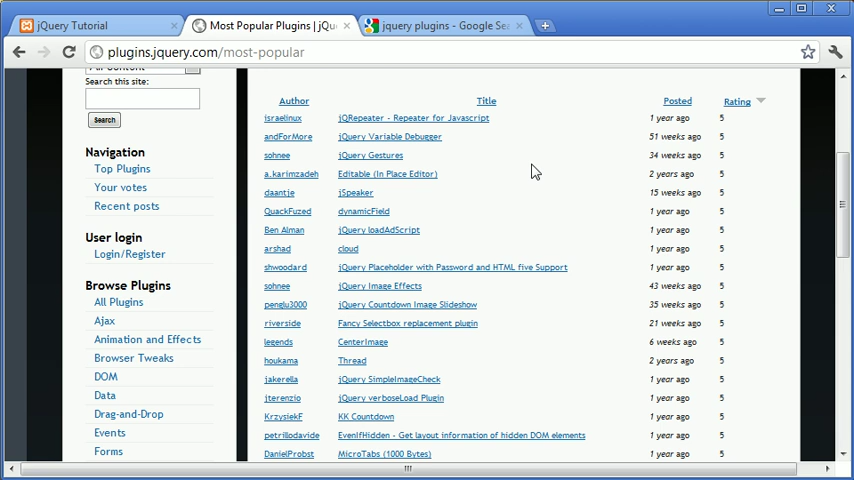 jQuery Tutorial
Most Popular Plugins | jQu
jquery plugins - Google Sea
plugins.jquery.com/most-popular
Search this site:
Search
Navigation
Top Plugins
Your votes
Recent posts
User login
Login/Register
Browse Plugins
All Plugins
Ajax
Animation and Effects
Browser Tweaks
DOM
Data
Drag-and-Drop
Events
Forms
Author Title Posted Rating
israelinux jQRepeater - Repeater for Javascript 1 year ago 5
andForMore jQuery Variable Debugger 51 weeks ago 5
sohnee jQuery Gestures 34 weeks ago 5
a.karimzadeh Editable (In Place Editor) 2 years ago 5
daantje jSpeaker 15 weeks ago 5
QuackFuzed dynamicField 1 year ago 5
Ben Alman jQuery loadAdScript 1 year ago 5
arshad cloud 1 year ago 5
shwoodard jQuery Placeholder with Password and HTML five Support 1 year ago 5
sohnee jQuery Image Effects 43 weeks ago 5
penglu3000 jQuery Countdown Image Slideshow 35 weeks ago 5
riverside Fancy Selectbox replacement plugin 21 weeks ago 5
legends CenterImage 6 weeks ago 5
houkama Thread 2 years ago 5
jakerella jQuery SimpleImageCheck 1 year ago 5
jterenzio jQuery verboseLoad Plugin 1 year ago 5
KrzysiekF KK Countdown 1 year ago 5
petrillodavide EvenIfHidden - Get layout information of hidden DOM elements 1 year ago 5
DanielProbst MicroTabs (1000 Bytes) 1 year ago 5